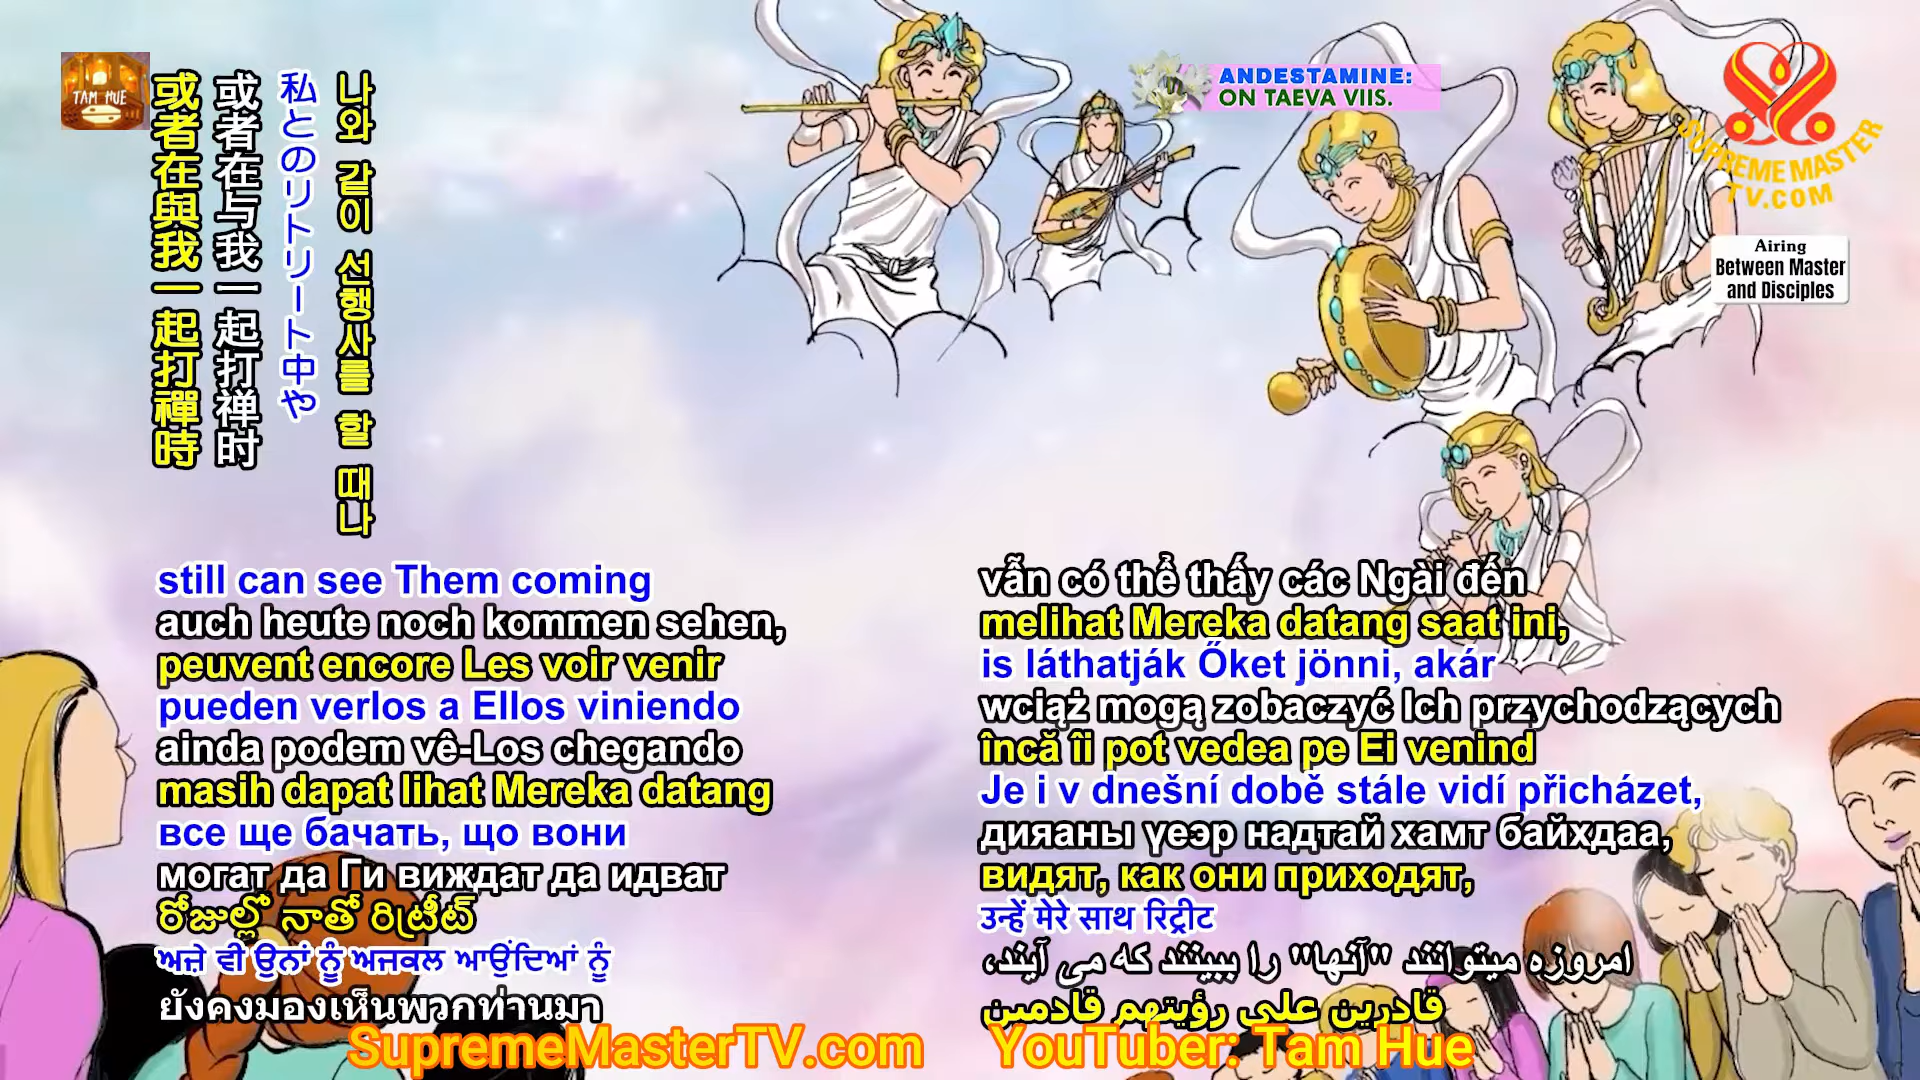 TAM HUE
或者在與我一起打禪時
或者在与我一起打禅时
私とのリトリート中や
나와 같이 선행사를 할 때나
ANDESTAMINE:
ON TAEVA VIIS.
SUPREME MASTER
TV.COM
Airing
Between Master
and Disciples
still can see Them coming
auch heute noch kommen sehen,
peuvent encore Les voir venir
pueden verlos a Ellos viniendo
ainda podem vê-Los chegando
masih dapat lihat Mereka datang
все ще бачать, що вони
могат да Ги виждат да идват
రోజుల్లో నాతో రిట్రీట్
ਅਜੇ ਵੀ ਉਨਾਂ ਨੂੰ ਅਜਕਲ ਆਉਂਦਿਆਂ ਨੂੰ
ยังคงมองเห็นพวกท่านมา
vẫn có thể thấy các Ngài đến
melihat Mereka datang saat ini,
is láthatják Őket jönni, akár
wciąż mogą zobaczyć Ich przychodzących
încă îi pot vedea pe Ei venind
Je i v dnešní době stále vidí přicházet,
дияаны үеэр надтай хамт байхдаа,
видят, как они приходят,
उन्हें मेरे साथ रिट्रीट
امروزه میتوانند "آنها" را ببینند که می آیند،
قادرين على رؤيتهم قادمين
SupremeMasterTV.com
YouTuber: Tam Hue